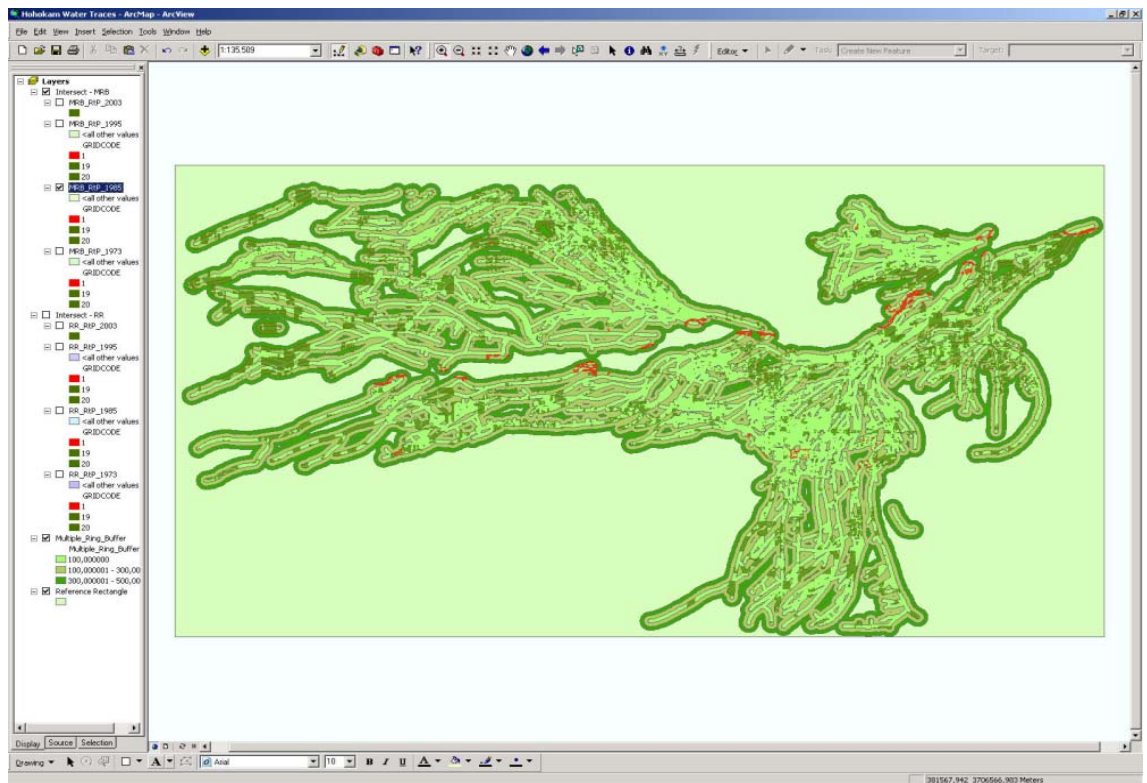 Hohokam Water Traces - ArcMap - ArcView
File Edit View Insert Selection Tools Window Help
1:135.509
Editor
Task: Create New Feature
Target:
Layers
Intersect - MRB
MRB_RtP_2003
MRB_RtP_1995
<all other values
GRIDCODE
1
19
20
MRB_RtP_1985
<all other values
GRIDCODE
1
19
20
MRB_RtP_1973
<all other values
GRIDCODE
1
19
20
Intersect - RR
RR_RtP_2003
RR_RtP_1995
<all other values
GRIDCODE
1
19
20
RR_RtP_1985
<all other values
GRIDCODE
1
19
20
RR_RtP_1973
<all other values
GRIDCODE
1
19
20
Multiple_Ring_Buffer
Multiple_Ring_Buffer
100,000000
100,000001 - 300,00
300,000001 - 500,00
Reference Rectangle
Display Source Selection
Drawing
A
Arial
10
B I U A
381567.942 3706566.903 Meters